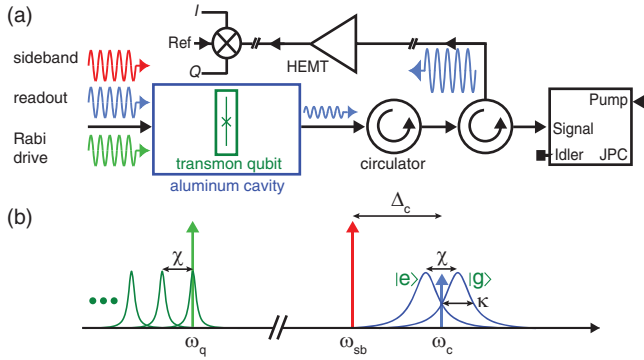 (a)
I
Ref
Q
HEMT
sideband
readout
Rabi
drive
transmon qubit
aluminum cavity
circulator
Pump
Signal
Idler
JPC
(b)
Δc
χ
χ
|e>
|g>
κ
ωq
ωsb
ωc